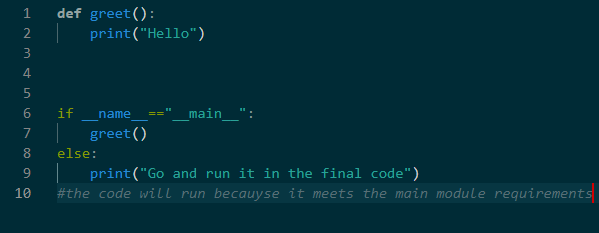 1 def greet():
2     print("Hello")
3
4
5
6 if __name__=="__main__":
7     greet()
8 else:
9     print("Go and run it in the final code")
10 #the code will run becauyse it meets the main module requirements